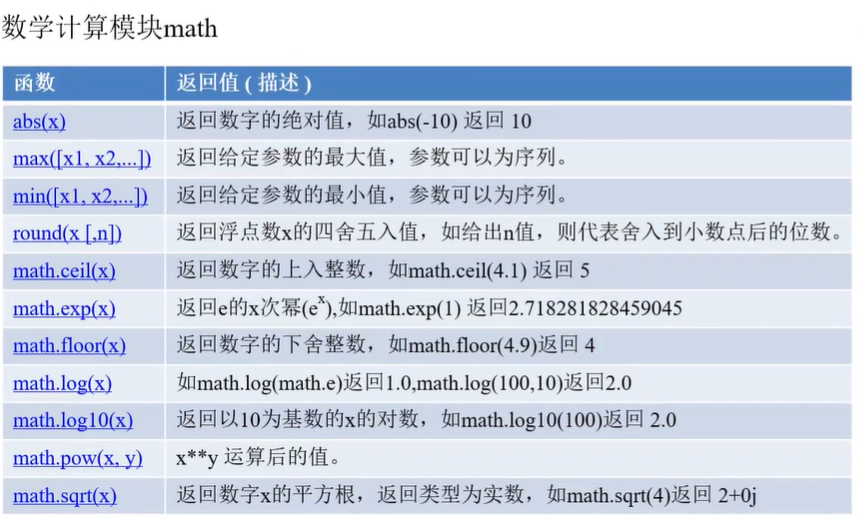 数学计算模块math
函数 返回值 ( 描述 )
abs(x) 返回数字的绝对值，如abs(-10) 返回 10
max([x1, x2,...]) 返回给定参数的最大值，参数可以为序列。
min([x1, x2,...]) 返回给定参数的最小值，参数可以为序列。
round(x [,n]) 返回浮点数x的四舍五入值，如给出n值，则代表舍入到小数点后的位数。
math.ceil(x) 返回数字的上入整数，如math.ceil(4.1) 返回 5
math.exp(x) 返回e的x次幂(eˣ),如math.exp(1) 返回2.718281828459045
math.floor(x) 返回数字的下舍整数，如math.floor(4.9)返回 4
math.log(x) 如math.log(math.e)返回1.0,math.log(100,10)返回2.0
math.log10(x) 返回以10为基数的x的对数，如math.log10(100)返回 2.0
math.pow(x, y) x**y 运算后的值。
math.sqrt(x) 返回数字x的平方根，返回类型为实数，如math.sqrt(4)返回 2+0j